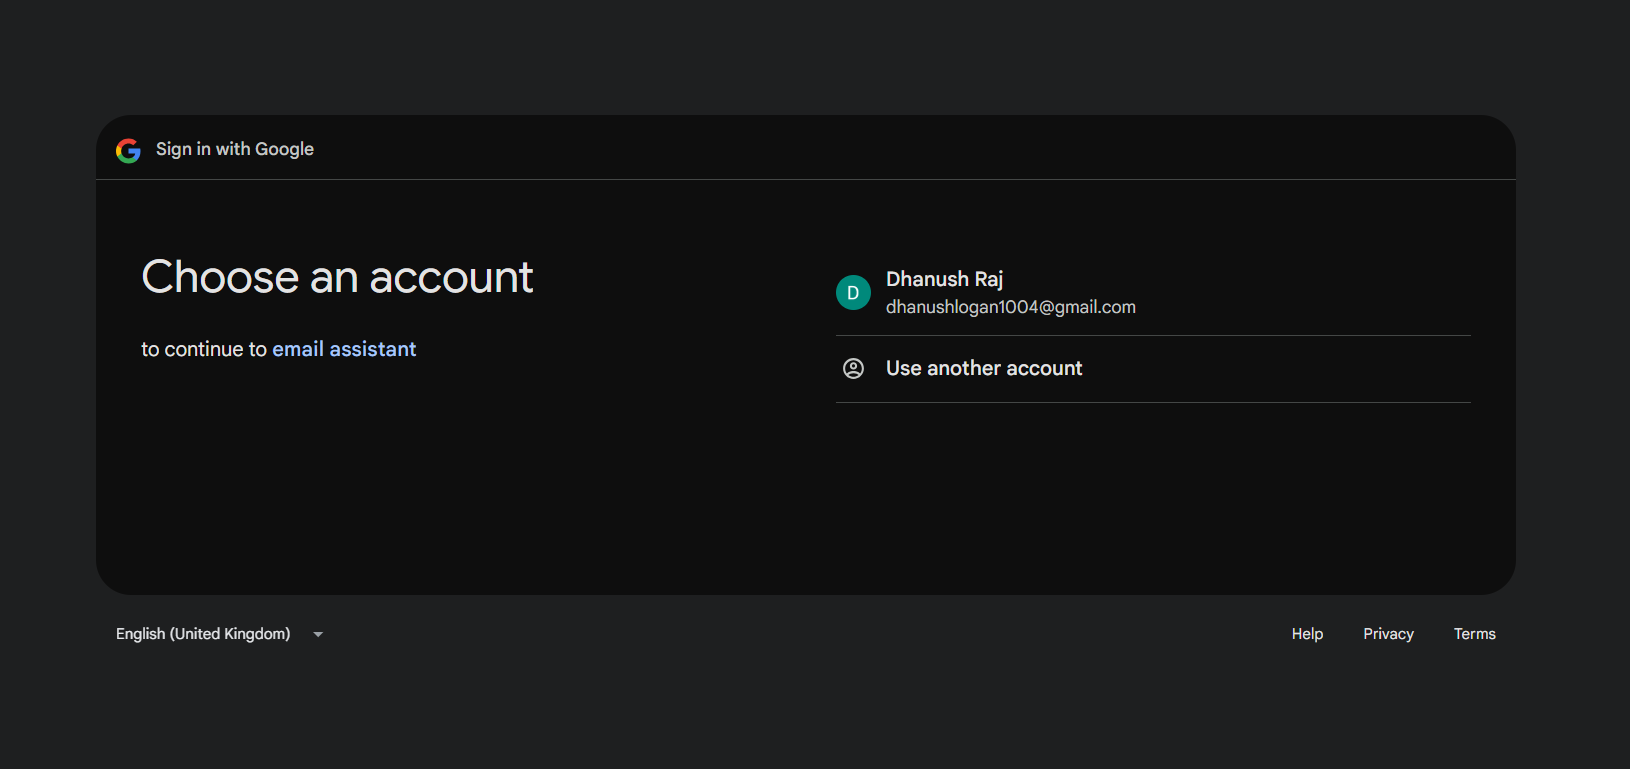 Sign in with Google
Choose an account
to continue to email assistant
D
Dhanush Raj
dhanushlogan1004@gmail.com
Use another account
English (United Kingdom)
Help
Privacy
Terms